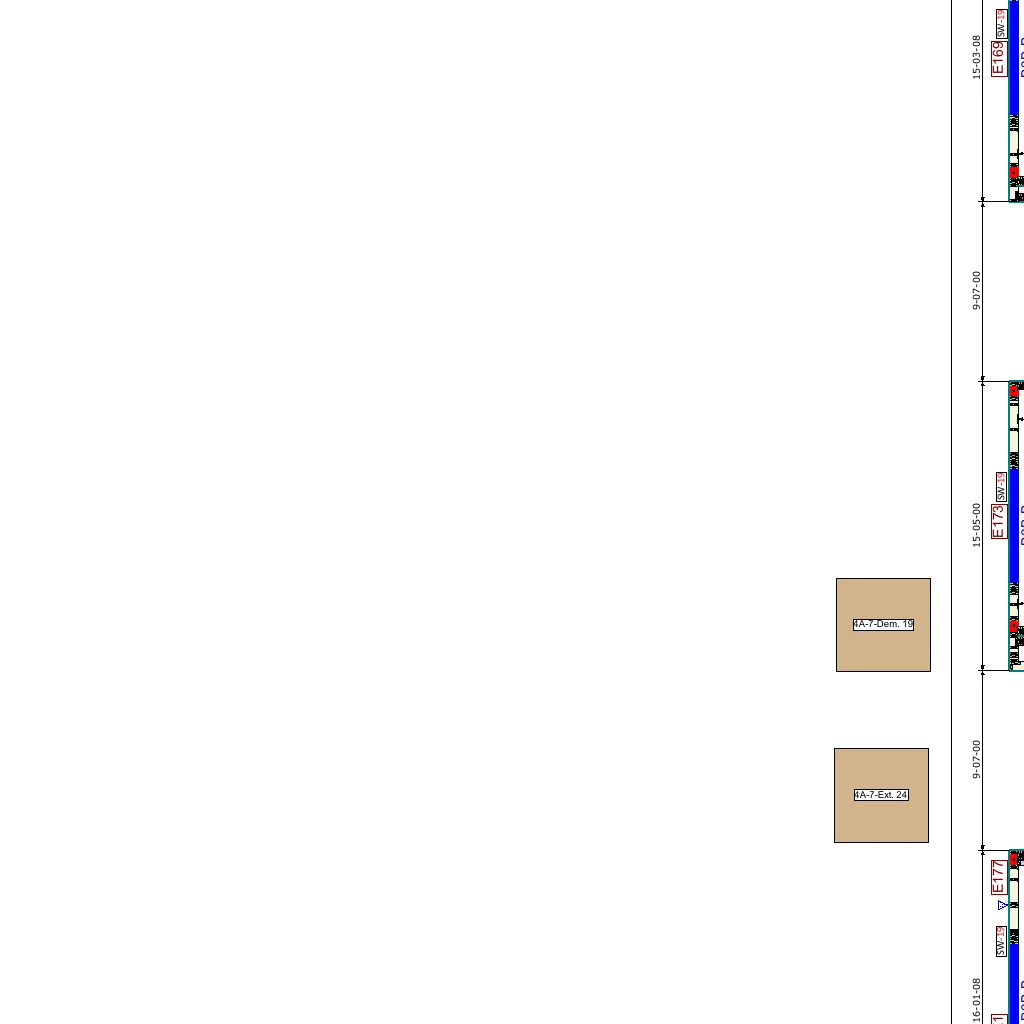 15-03-08
SW-19
E169
9-07-00
15-05-00
SW-19
E173
4A-7-Dem. 19
9-07-00
4A-7-Ext. 24
E177
SW-19
16-01-08